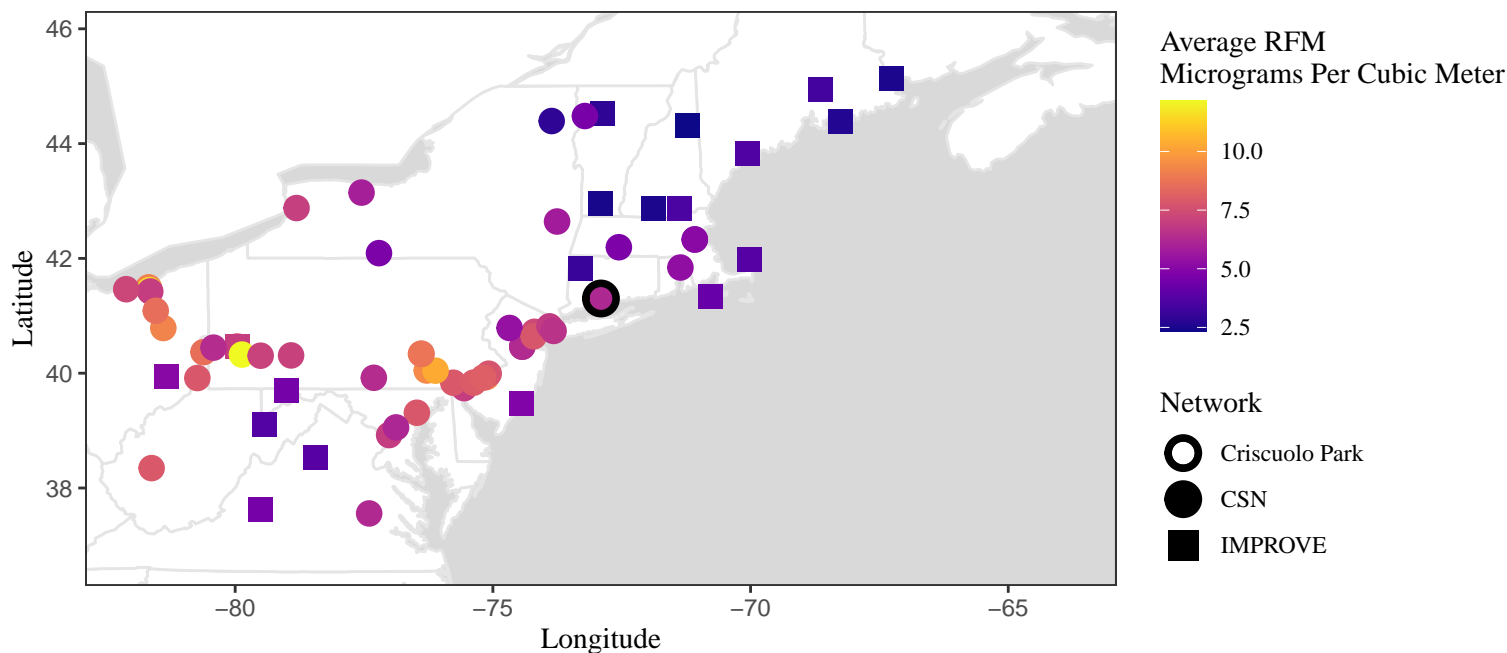 46
44
42
40
38
Latitude
−80
−75
−70
−65
Longitude
Average RFM
Micrograms Per Cubic Meter
10.0
7.5
5.0
2.5
Network
Criscuolo Park
CSN
IMPROVE